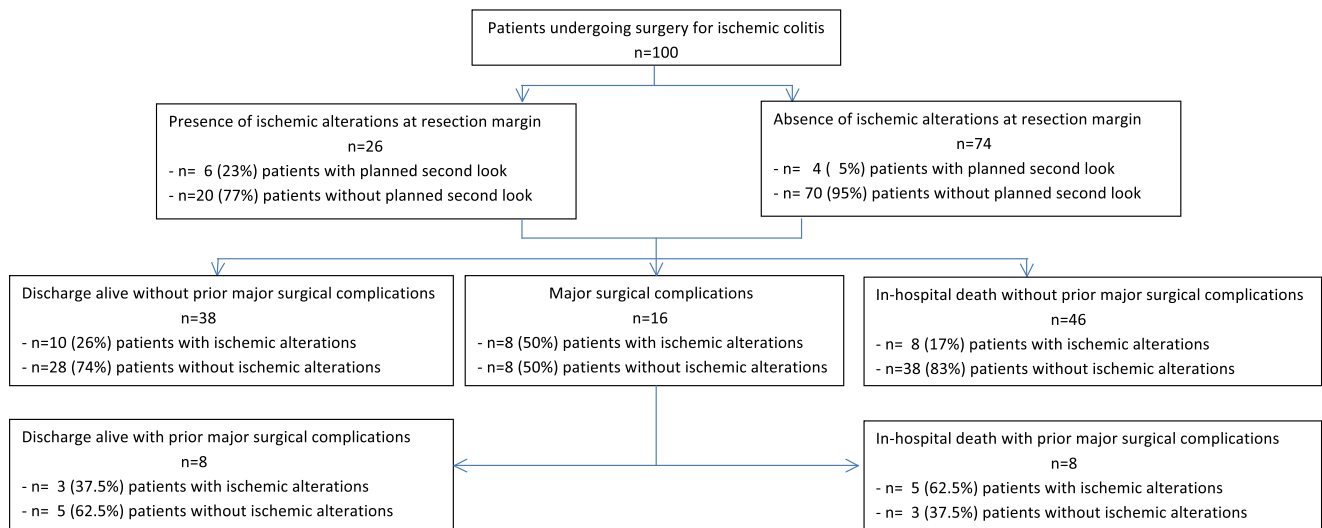 Patients undergoing surgery for ischemic colitis
n=100
Presence of ischemic alterations at resection margin
n=26
- n=  6 (23%) patients with planned second look
- n=20 (77%) patients without planned second look
Absence of ischemic alterations at resection margin
n=74
- n=   4 (  5%) patients with planned second look
- n= 70 (95%) patients without planned second look
Discharge alive without prior major surgical complications
n=38
- n=10 (26%) patients with ischemic alterations
- n=28 (74%) patients without ischemic alterations
Major surgical complications
n=16
- n=8 (50%) patients with ischemic alterations
- n=8 (50%) patients without ischemic alterations
In-hospital death without prior major surgical complications
n=46
- n=  8 (17%) patients with ischemic alterations
- n=38 (83%) patients without ischemic alterations
Discharge alive with prior major surgical complications
n=8
- n=  3 (37.5%) patients with ischemic alterations
- n=  5 (62.5%) patients without ischemic alterations
In-hospital death with prior major surgical complications
n=8
- n=  5 (62.5%) patients with ischemic alterations
- n=  3 (37.5%) patients without ischemic alterations